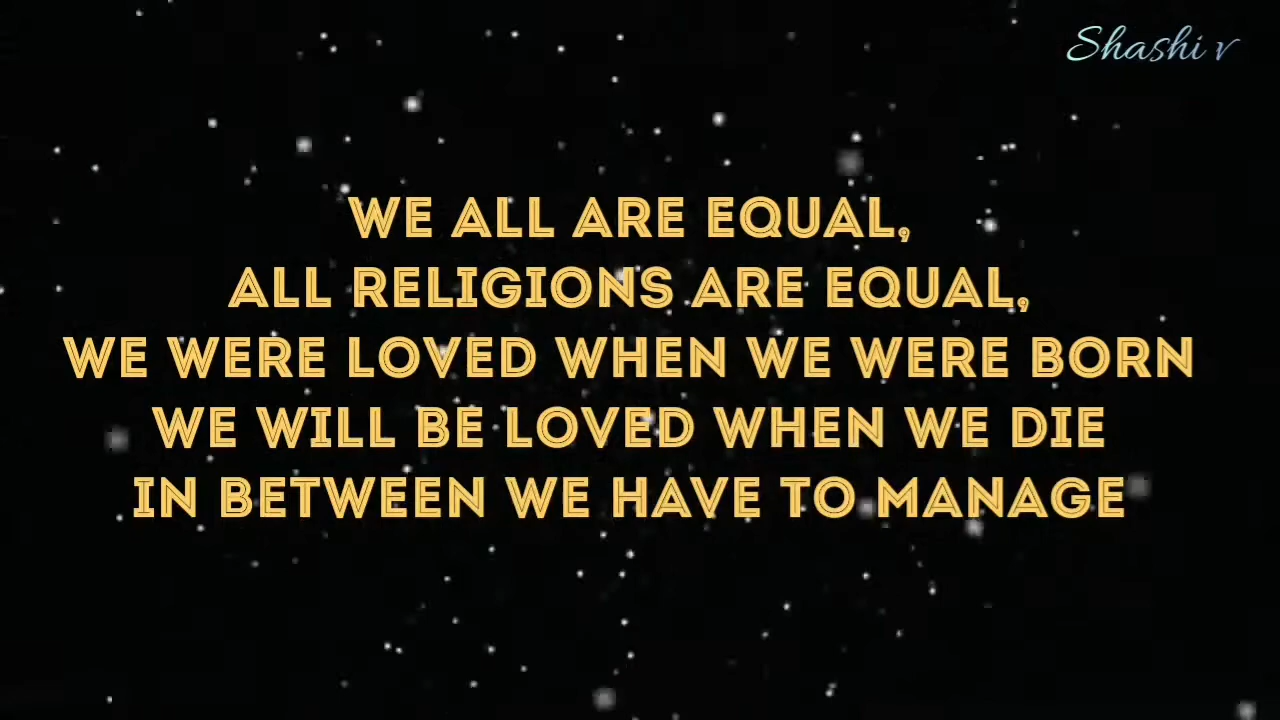 Shashi v
WE ALL ARE EQUAL,
ALL RELIGIONS ARE EQUAL,
WE WERE LOVED WHEN WE WERE BORN
WE WILL BE LOVED WHEN WE DIE
IN BETWEEN WE HAVE TO MANAGE